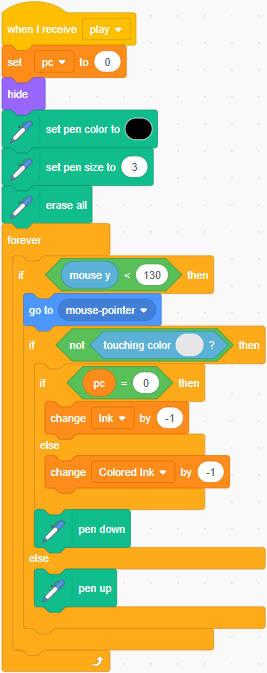 when I receive play
set pc to 0
hide
set pen color to
set pen size to 3
erase all
forever
if mouse y < 130 then
go to mouse-pointer
if not touching color ? then
if pc = 0 then
change Ink by -1
else
change Colored Ink by -1
pen down
else
pen up